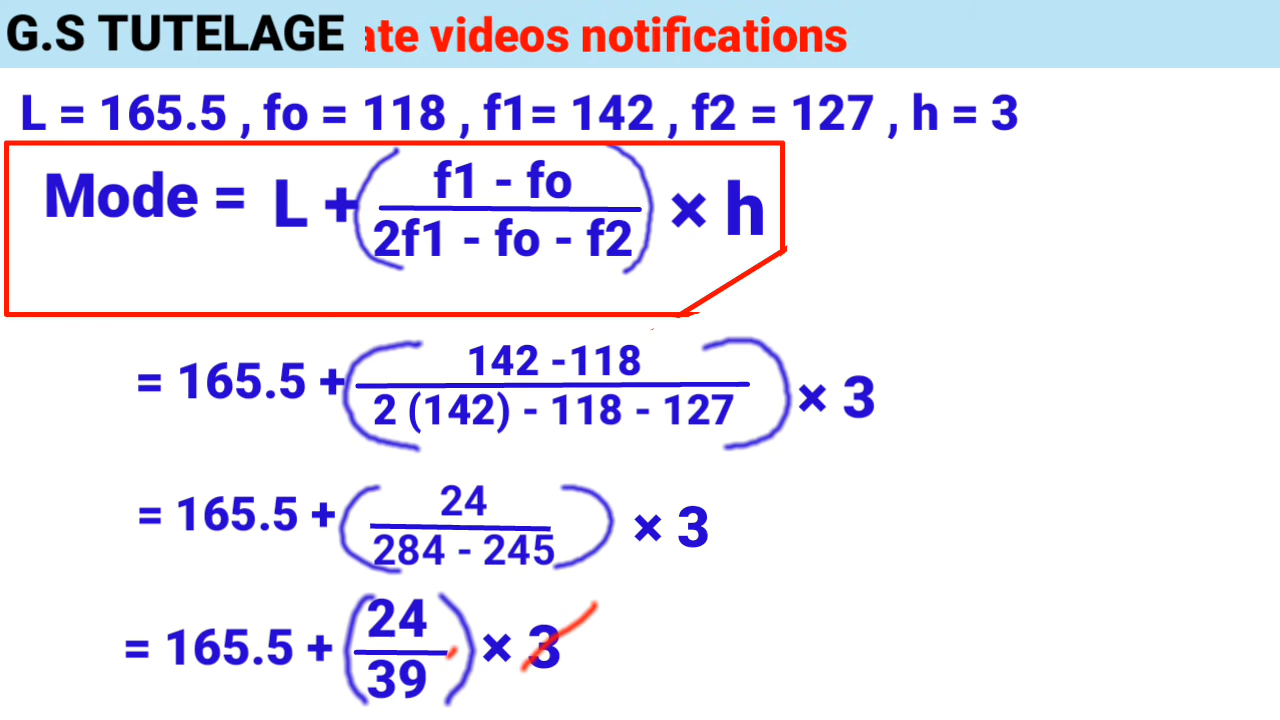 G.S TUTELAGE ate videos notifications
L = 165.5 , fo = 118 , f1= 142 , f2 = 127 , h = 3
Mode = L + ( f1 - fo / 2f1 - fo - f2 ) × h
= 165.5 + ( 142 -118 / 2 (142) - 118 - 127 ) × 3
= 165.5 + ( 24 / 284 - 245 ) × 3
= 165.5 + ( 24 / 39 ) × 3